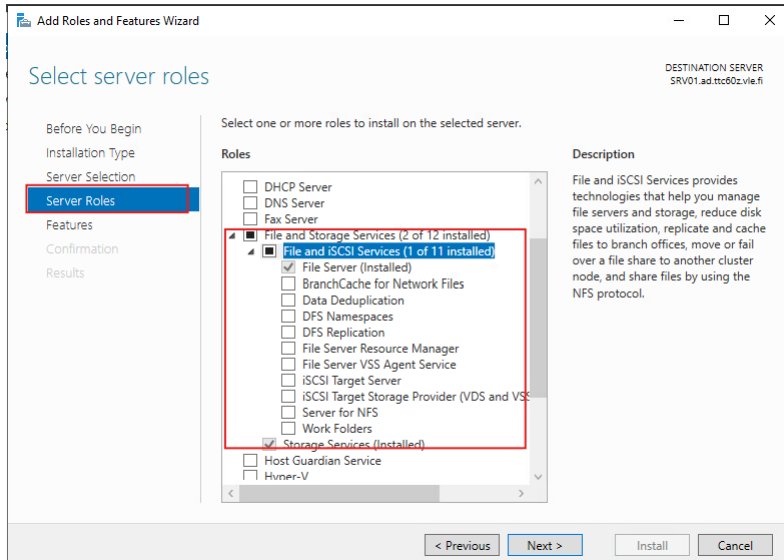 Add Roles and Features Wizard
Select server roles
DESTINATION SERVER
SRV01.ad.ttc60z.vle.fi
Before You Begin
Installation Type
Server Selection
Server Roles
Features
Confirmation
Results
Select one or more roles to install on the selected server.
Roles
DHCP Server
DNS Server
Fax Server
File and Storage Services (2 of 12 installed)
File and iSCSI Services (1 of 11 installed)
File Server (Installed)
BranchCache for Network Files
Data Deduplication
DFS Namespaces
DFS Replication
File Server Resource Manager
File Server VSS Agent Service
iSCSI Target Server
iSCSI Target Storage Provider (VDS and VSS
Server for NFS
Work Folders
Storage Services (Installed)
Host Guardian Service
Hyper-V
Description
File and iSCSI Services provides
technologies that help you manage
file servers and storage, reduce disk
space utilization, replicate and cache
files to branch offices, move or fail
over a file share to another cluster
node, and share files by using the
NFS protocol.
< Previous
Next >
Install
Cancel